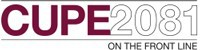 CUPE2081
ON THE FRONT LINE